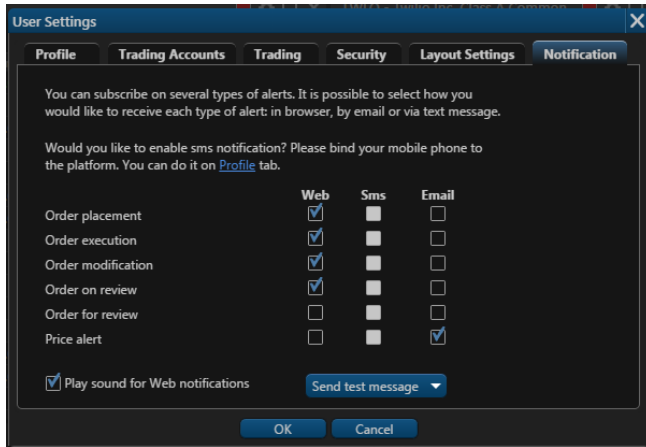 User Settings
Profile Trading Accounts Trading Security Layout Settings Notification
You can subscribe on several types of alerts. It is possible to select how you
would like to receive each type of alert: in browser, by email or via text message.
Would you like to enable sms notification? Please bind your mobile phone to
the platform. You can do it on Profile tab.
Web Sms Email
Order placement
Order execution
Order modification
Order on review
Order for review
Price alert
Play sound for Web notifications Send test message
OK Cancel